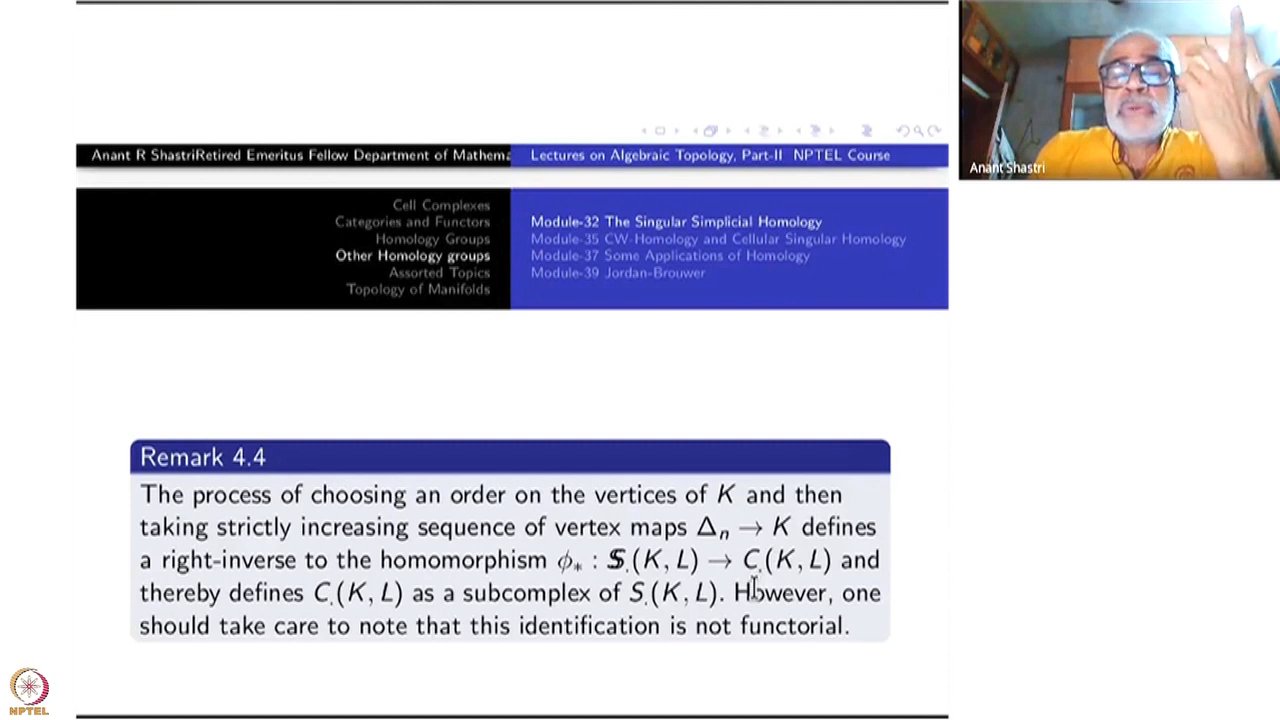 Anant R ShastriRetired Emeritus Fellow Department of Mathema
Lectures on Algebraic Topology, Part-II NPTEL Course
Cell Complexes
Categories and Functors
Homology Groups
Other Homology groups
Assorted Topics
Topology of Manifolds
Module-32 The Singular Simplicial Homology
Module-35 CW-Homology and Cellular Singular Homology
Module-37 Some Applications of Homology
Module-39 Jordan-Brouwer
Remark 4.4
The process of choosing an order on the vertices of K and then
taking strictly increasing sequence of vertex maps Δₙ → K defines
a right-inverse to the homomorphism ϕ∗ : S.(K, L) → C.(K, L) and
thereby defines C.(K, L) as a subcomplex of S.(K, L). However, one
should take care to note that this identification is not functorial.
Anant Shastri
NPTEL